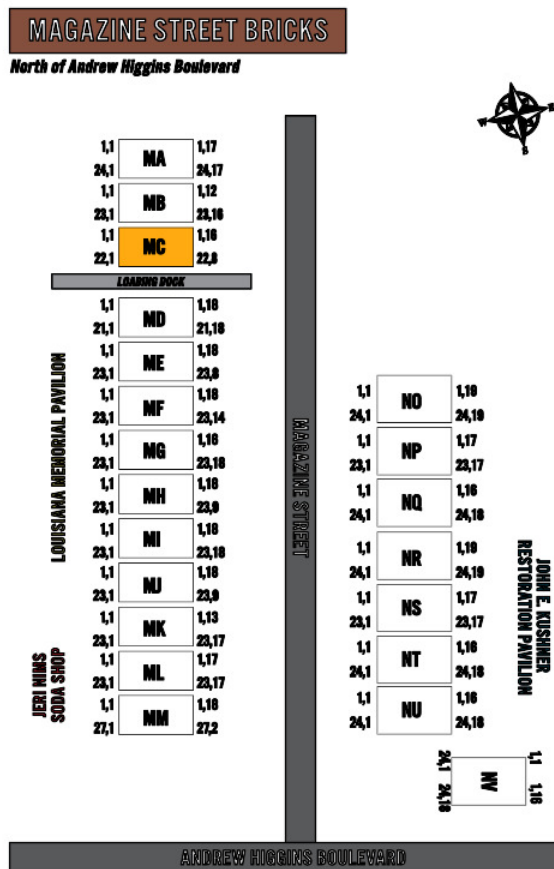 MAGAZINE STREET BRICKS
North of Andrew Higgins Boulevard
W
S
1,1 MA 1,17
24,1 24,17
1,1 MB 1,12
23,1 23,16
1,1 MC 1,16
22,1 22,8
LOADING DOCK
1,1 MD 1,18
21,1 21,18
1,1 ME 1,18
23,1 23,8
1,1 MF 1,18
23,1 23,14
1,1 MG 1,16
23,1 23,18
1,1 MH 1,18
23,1 23,9
1,1 MI 1,18
23,1 23,18
1,1 MJ 1,18
23,1 23,9
1,1 MK 1,13
23,1 23,17
1,1 ML 1,17
23,1 23,17
1,1 MM 1,18
27,1 27,2
LOUISIANA MEMORIAL PAVILION
JERI NIMS
SODA SHOP
MAGAZINE STREET
1,1 NO 1,19
24,1 24,19
1,1 NP 1,17
23,1 23,17
1,1 NQ 1,16
24,1 24,18
1,1 NR 1,19
24,1 24,19
1,1 NS 1,17
23,1 23,17
1,1 NT 1,16
24,1 24,18
1,1 NU 1,16
24,1 24,18
JOHN E. KUSHNER
RESTORATION PAVILION
24,1 NV 1,1
24,18 1,16
ANDREW HIGGINS BOULEVARD